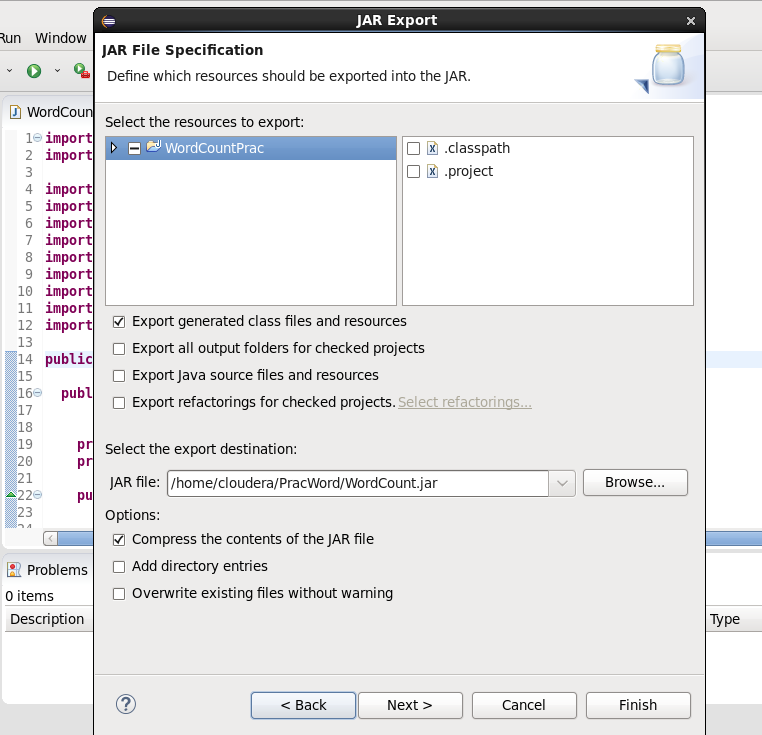 JAR Export
Run Window
JAR File Specification
Define which resources should be exported into the JAR.
WordCoun
Select the resources to export:
WordCountPrac
.classpath
.project
1 import
2 import
3
4 import
5 import
6 import
7 import
8 import
9 import
10 import
11 import
12 import
13
14 public
15
16 publ
17
18
19 pr
20 pr
21
22 pu
23
24
Export generated class files and resources
Export all output folders for checked projects
Export Java source files and resources
Export refactorings for checked projects. Select refactorings...
Select the export destination:
JAR file: /home/cloudera/PracWord/WordCount.jar Browse...
Options:
Compress the contents of the JAR file
Add directory entries
Overwrite existing files without warning
Problems
0 items
Description Type
< Back Next > Cancel Finish